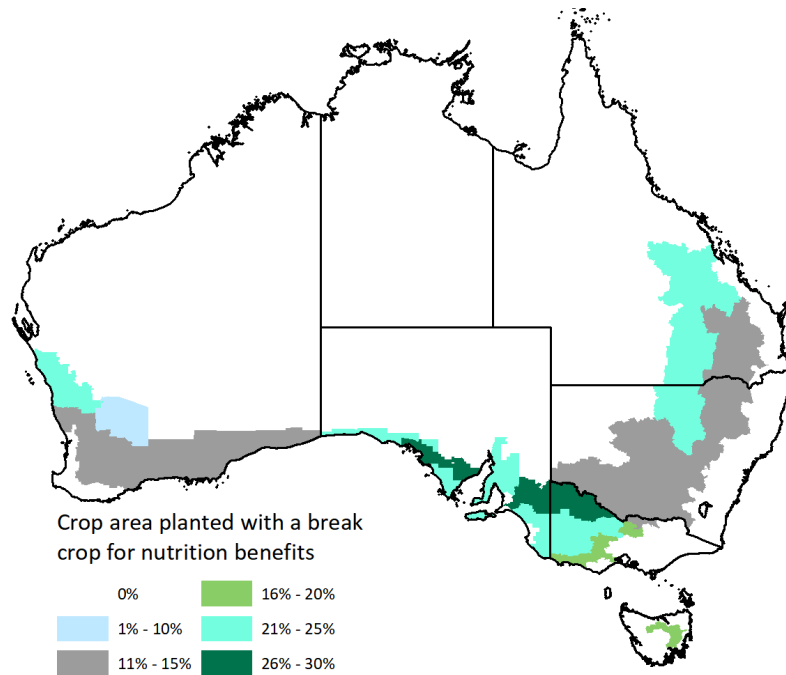 Crop area planted with a break
crop for nutrition benefits
0%
16% - 20%
1% - 10%
21% - 25%
11% - 15%
26% - 30%